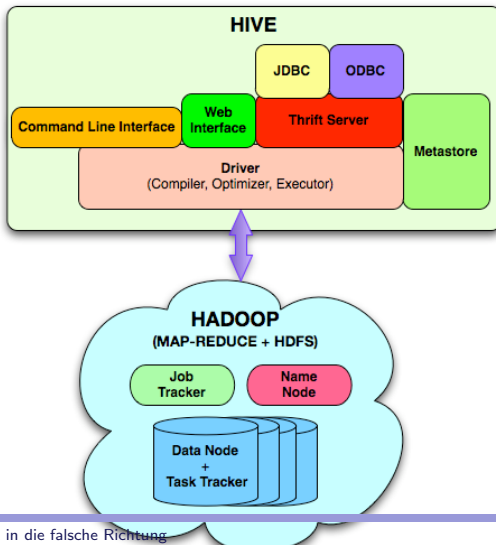 HIVE
JDBC
ODBC
Command Line Interface
Web
Interface
Thrift Server
Metastore
Driver
(Compiler, Optimizer, Executor)
HADOOP
(MAP-REDUCE + HDFS)
Job
Tracker
Name
Node
Data Node
+
Task Tracker
in die falsche Richtung